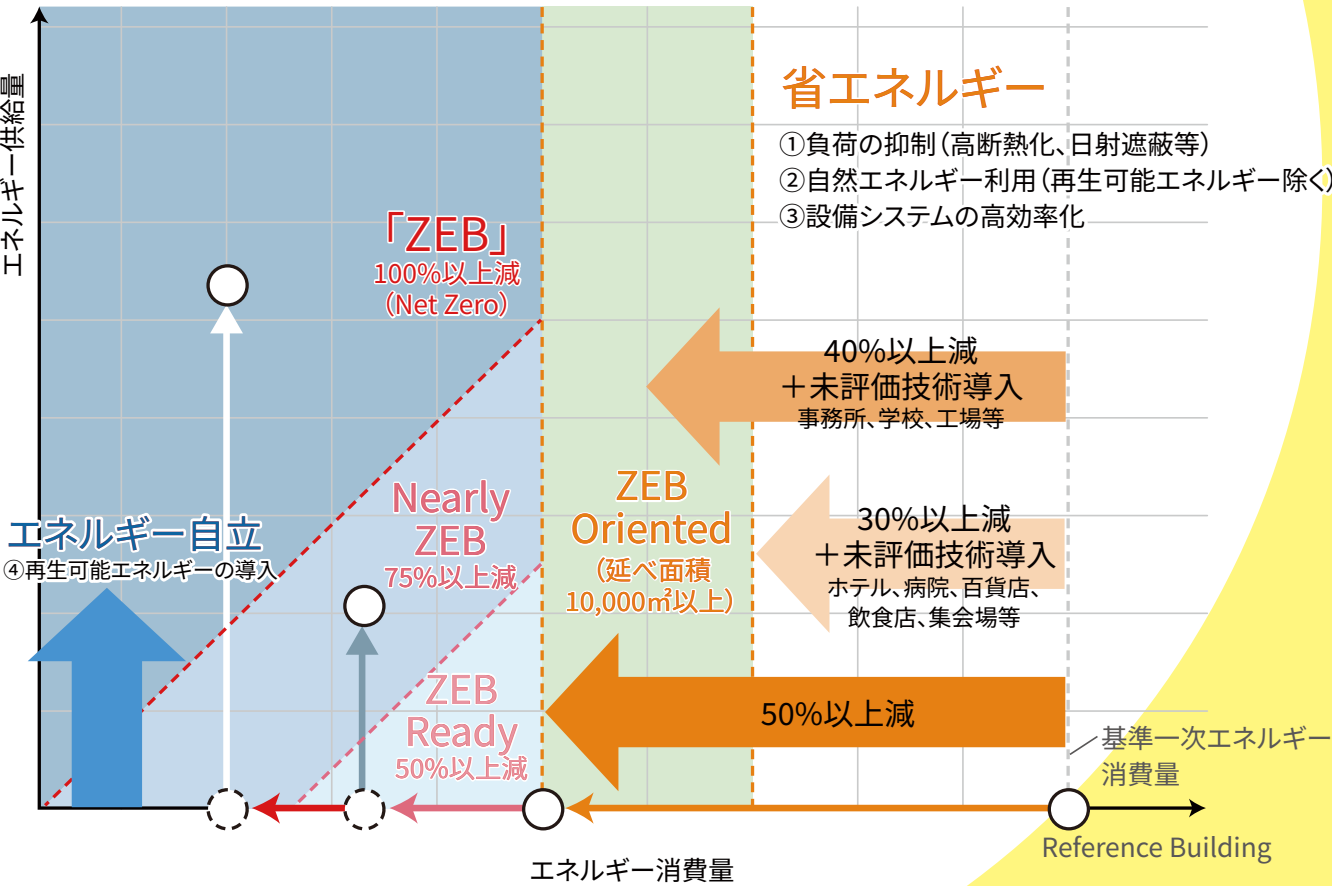 エネルギー供給量
省エネルギー
①負荷の抑制（高断熱化、日射遮蔽等）
②自然エネルギー利用（再生可能エネルギー除く）
③設備システムの高効率化
「ZEB」
100%以上減
（Net Zero）
40%以上減
＋未評価技術導入
事務所、学校、工場等
Nearly
ZEB
75%以上減
ZEB
Oriented
（延べ面積
10,000㎡以上）
30%以上減
＋未評価技術導入
ホテル、病院、百貨店、
飲食店、集会場等
エネルギー自立
④再生可能エネルギーの導入
ZEB
Ready
50%以上減
50%以上減
基準一次エネルギー
消費量
Reference Building
エネルギー消費量